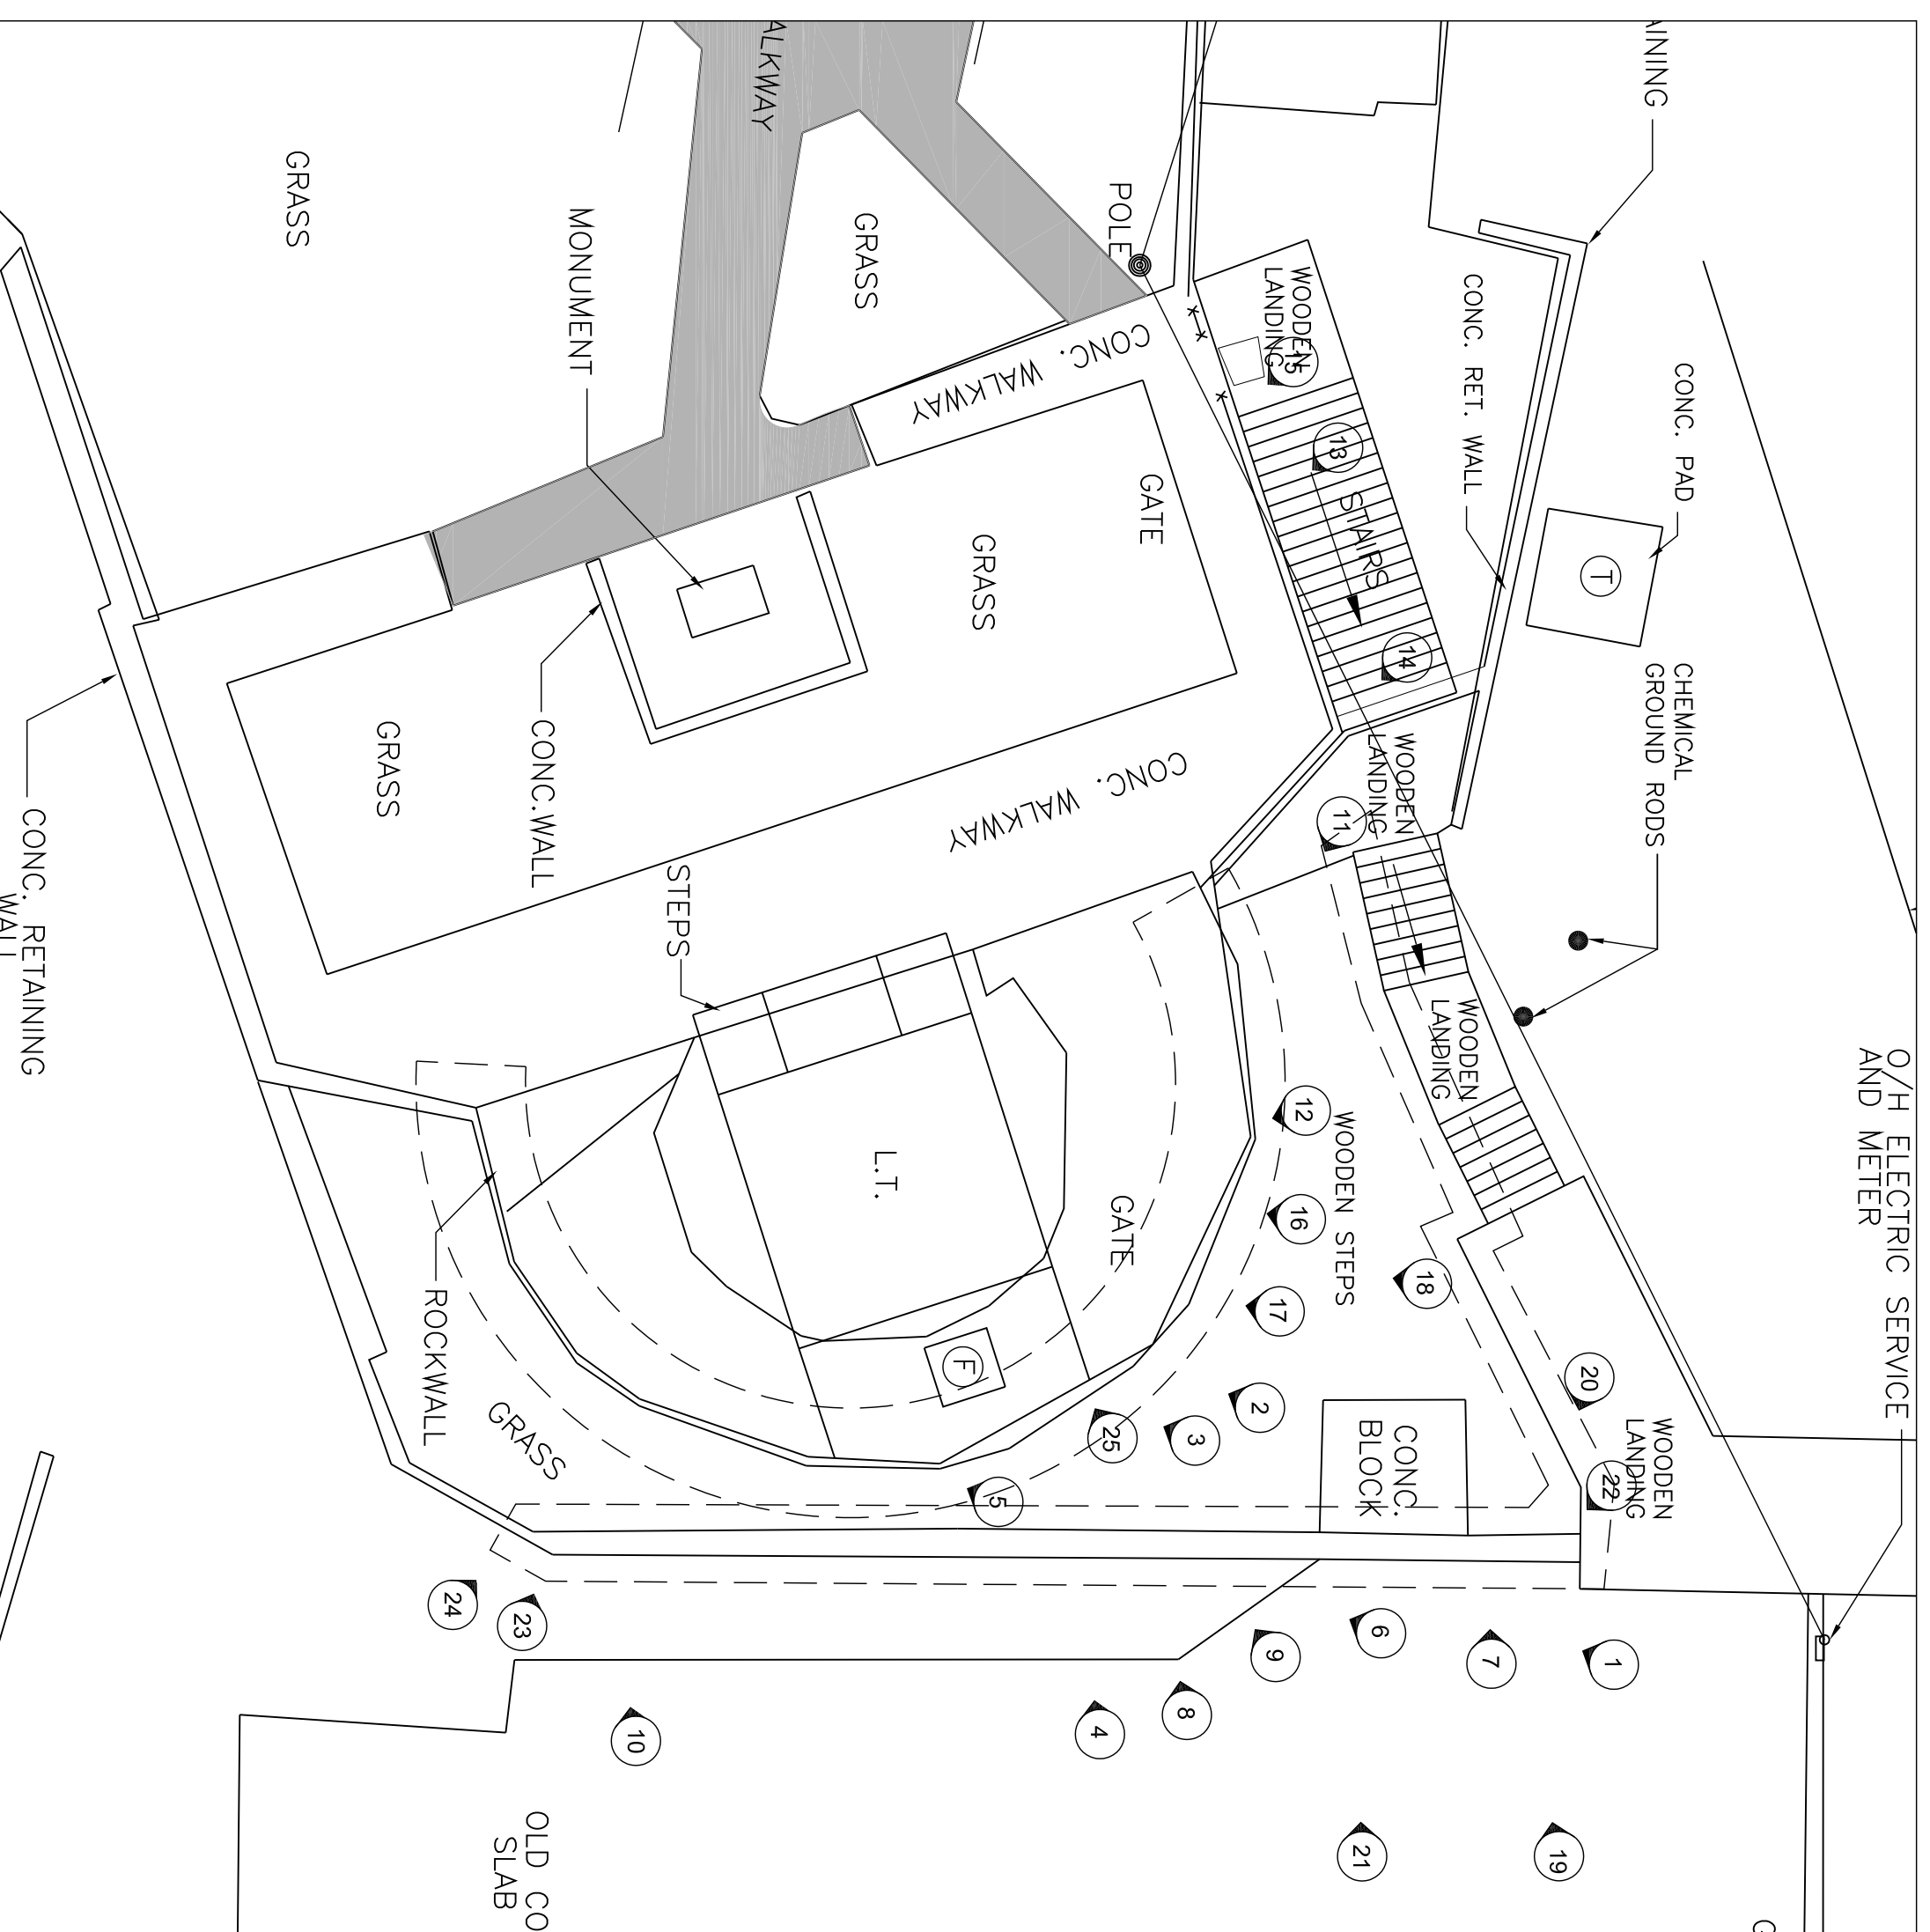 O/H ELECTRIC SERVICE
AND METER
CONC. PAD
T
CHEMICAL
GROUND RODS
CONC. RET. WALL
WOODEN
LANDING
15
13
STAIRS
14
WOODEN
LANDING
11
WOODEN
LANDING
WOODEN STEPS
WOODEN
LANDING
20
22
18
12
16
17
2
3
25
5
CONC.
BLOCK
POLE
GATE
GRASS
CONC. WALKWAY
GRASS
CONC. WALKWAY
GATE
L.T.
F
STEPS
MONUMENT
CONC.WALL
GRASS
GRASS
ROCKWALL
GRASS
CONC. RETAINING
WALL
1
7
6
9
8
4
10
23
24
19
21
OLD CO
SLAB
ALKWAY
AINING